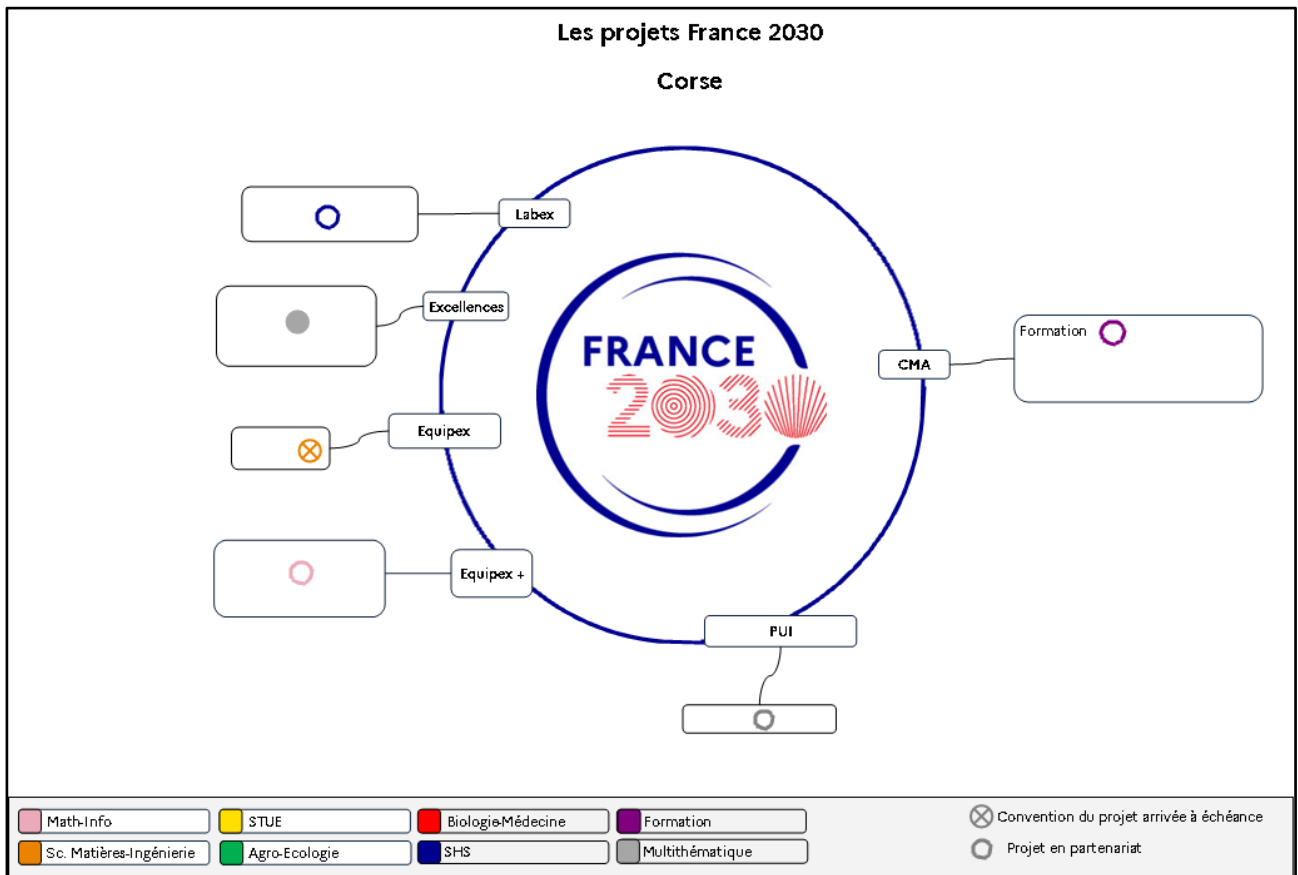 Les projets France 2030
Corse
Labex
Excellences
Equipex
Equipex +
FRANCE
2030
CMA
Formation
PUI
Math-Info
STUE
Biologie-Médecine
Formation
Convention du projet arrivée à échéance
Sc. Matières-Ingénierie
Agro-Ecologie
SHS
Multithématique
Projet en partenariat